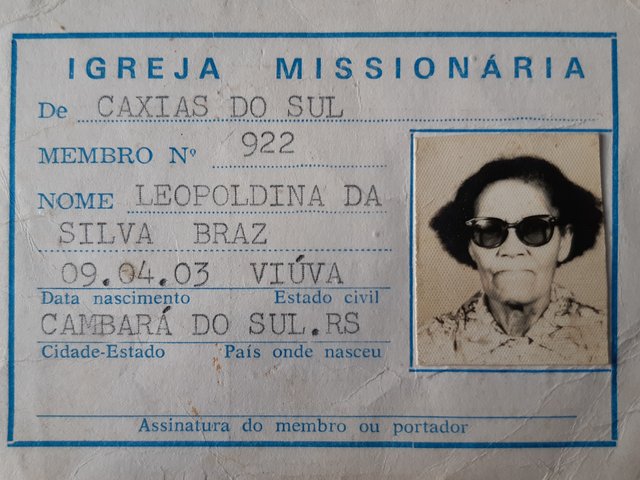 IGREJA MISSIONÁRIA
De CAXIAS DO SUL
MEMBRO Nº 922
NOME LEOPOLDINA DA
SILVA BRAZ
09.04.03 VIÚVA
Data nascimento Estado civil
CAMBARÁ DO SUL.RS
Cidade-Estado País onde nasceu
Assinatura do membro ou portador